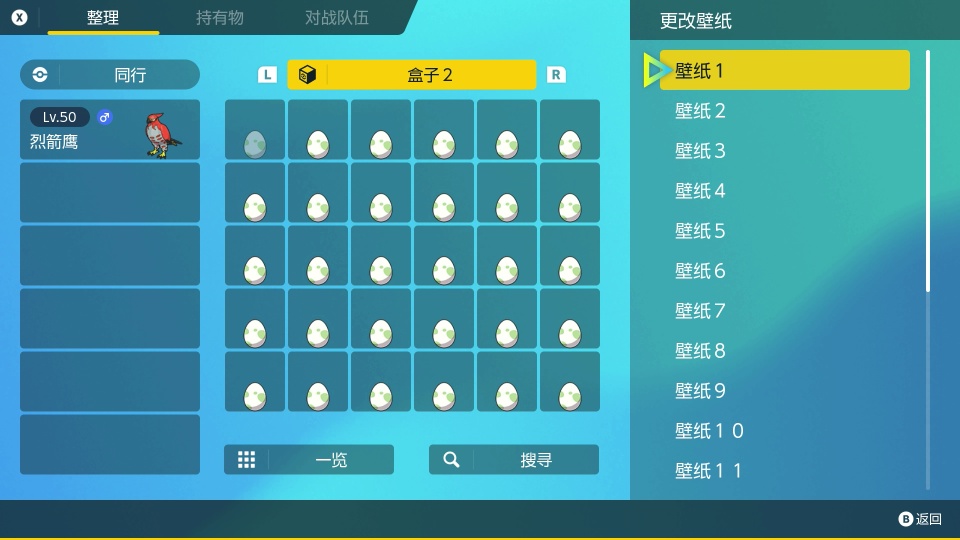 X 整理 持有物 对战队伍
更改壁纸
同行 L 盒子2 R
Lv.50 ♂
烈箭鹰
壁纸1
壁纸2
壁纸3
壁纸4
壁纸5
壁纸6
壁纸7
壁纸8
壁纸9
壁纸10
壁纸11
一览 搜寻
B 返回